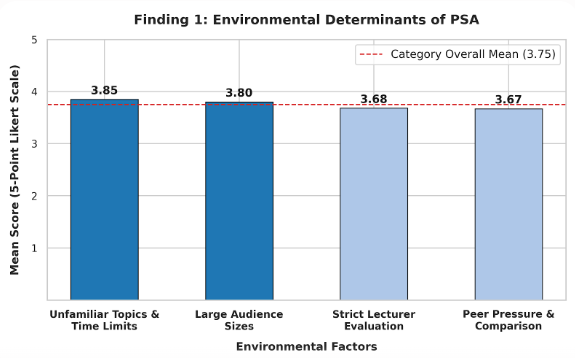 Finding 1: Environmental Determinants of PSA
Mean Score (5-Point Likert Scale)
5
4
3
2
1
Category Overall Mean (3.75)
3.85
3.80
3.68
3.67
Unfamiliar Topics &
Time Limits
Large Audience
Sizes
Strict Lecturer
Evaluation
Peer Pressure &
Comparison
Environmental Factors